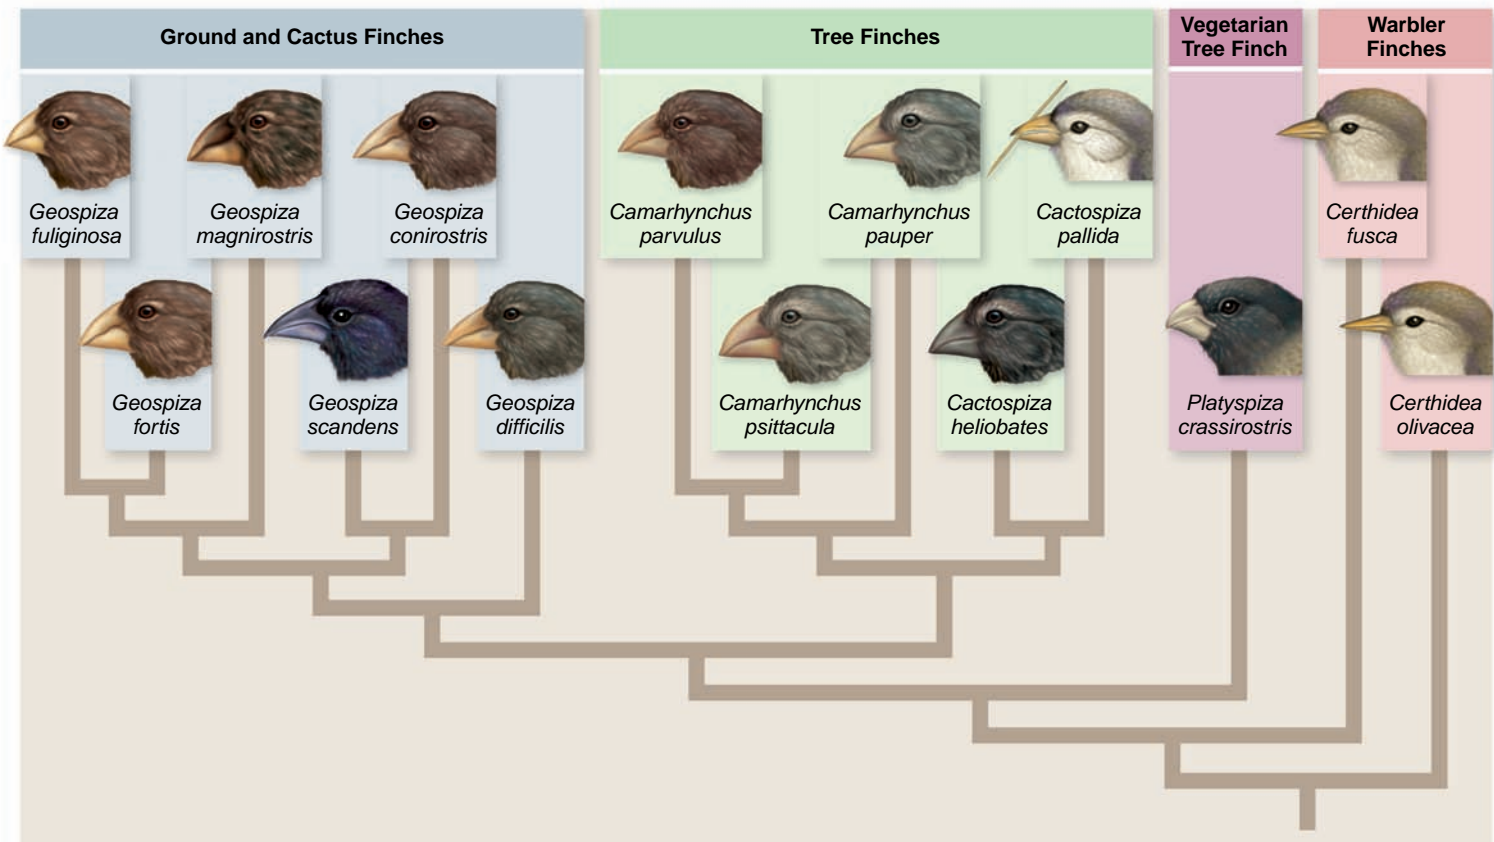 Ground and Cactus Finches
Tree Finches
Vegetarian
Tree Finch
Warbler
Finches
Geospiza
fuliginosa
Geospiza
magnirostris
Geospiza
conirostris
Camarhynchus
parvulus
Camarhynchus
pauper
Cactospiza
pallida
Certhidea
fusca
Geospiza
fortis
Geospiza
scandens
Geospiza
difficilis
Camarhynchus
psittacula
Cactospiza
heliobates
Platyspiza
crassirostris
Certhidea
olivacea